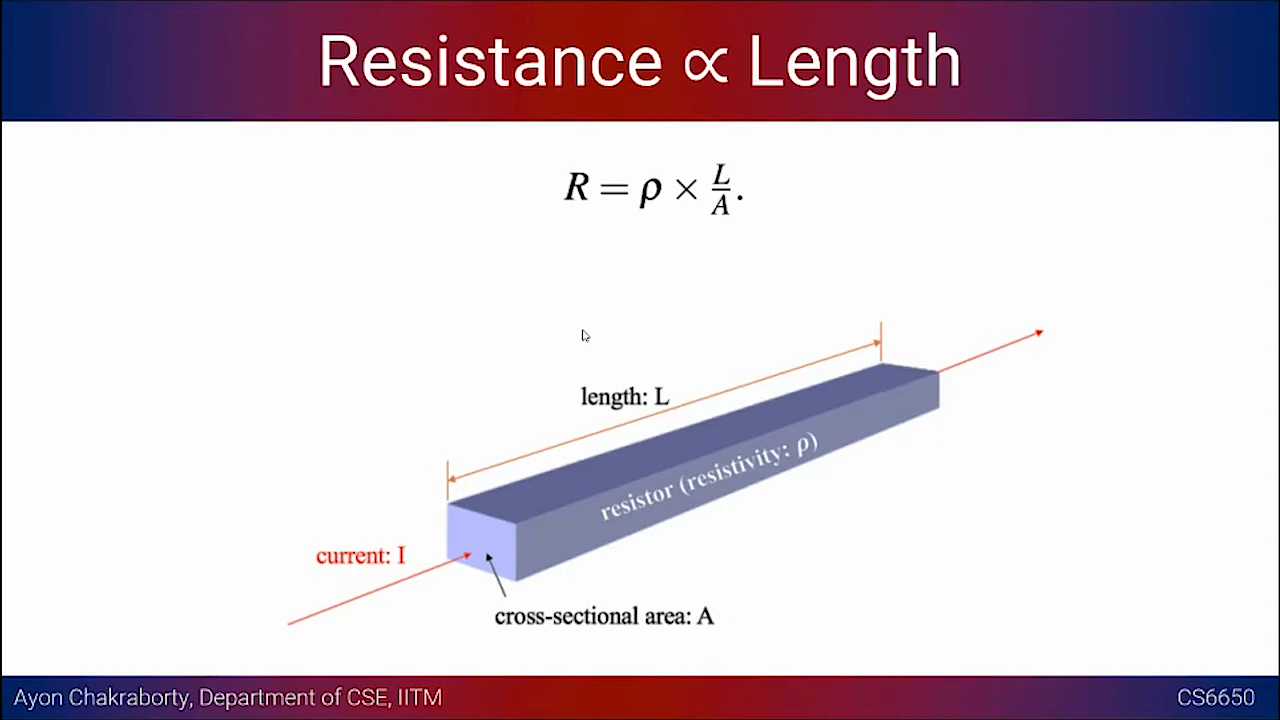 Resistance ∝ Length
R = ρ × L/A.
length: L
resistor (resistivity: ρ)
current: I
cross-sectional area: A
Ayon Chakraborty, Department of CSE, IITM
CS6650